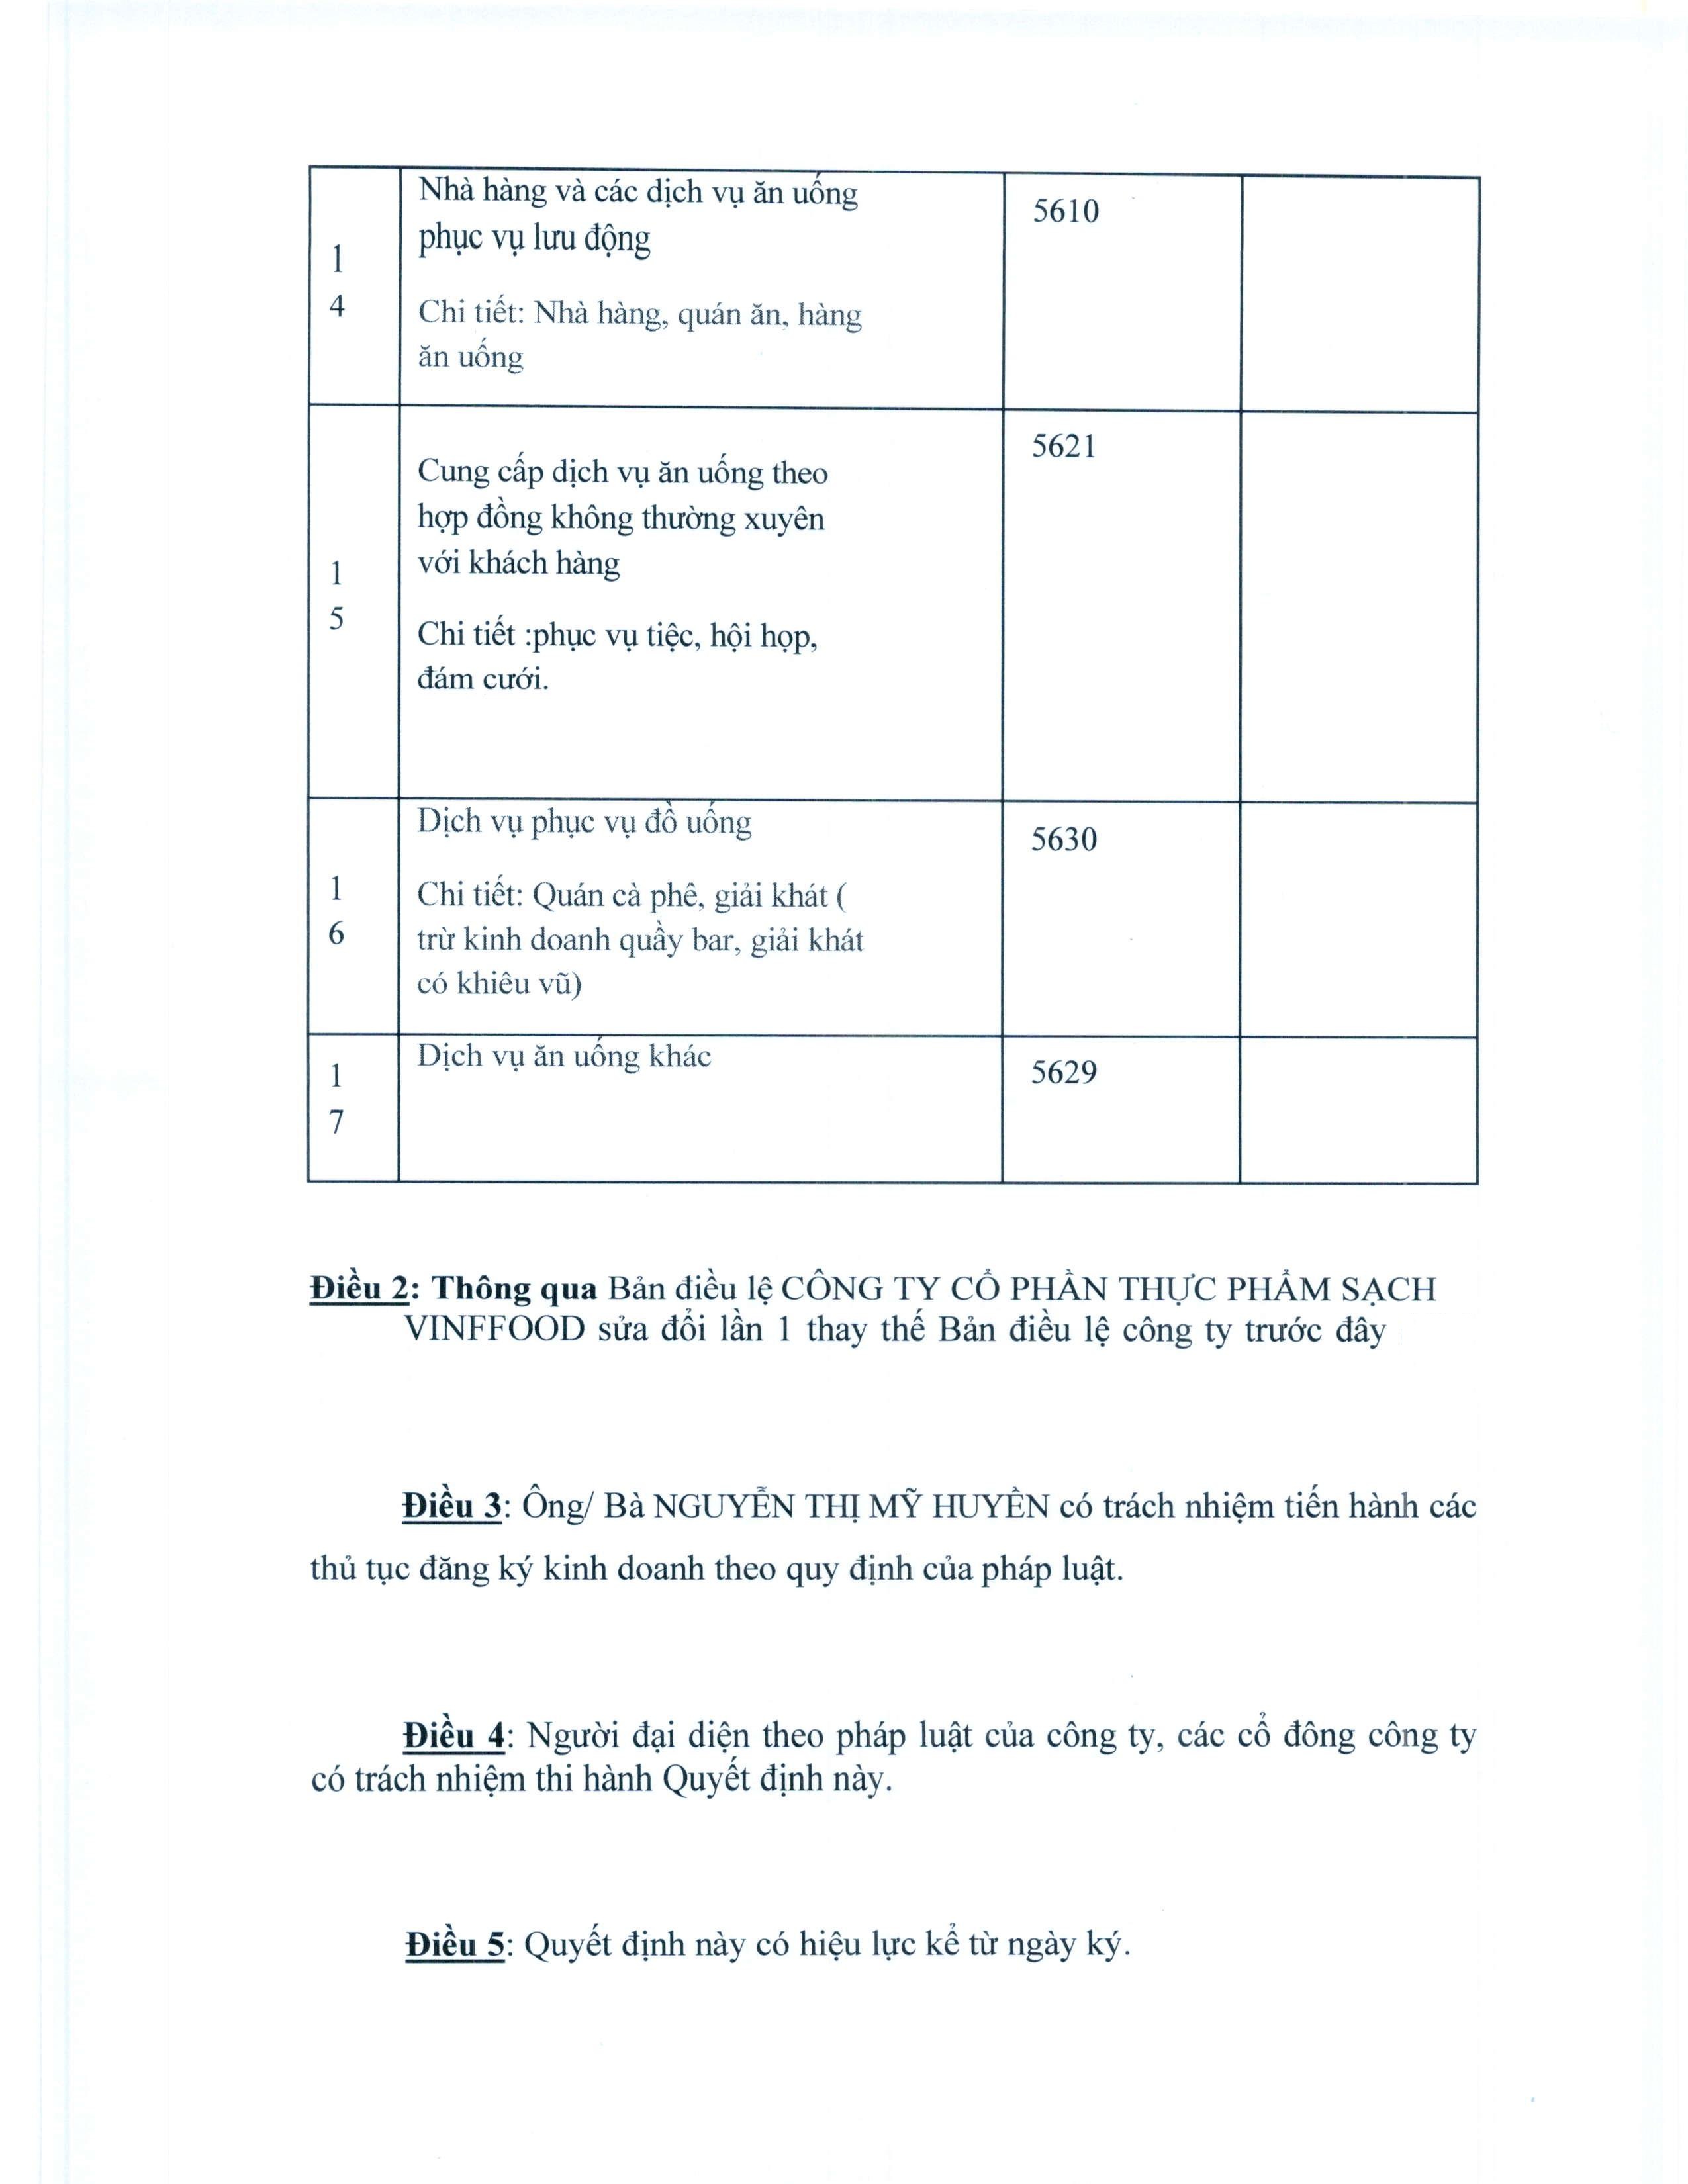 Nhà hàng và các dịch vụ ăn uống
phục vụ lưu động
Chi tiết: Nhà hàng, quán ăn, hàng
ăn uống
1
4
5610
Cung cấp dịch vụ ăn uống theo
hợp đồng không thường xuyên
với khách hàng
Chi tiết :phục vụ tiệc, hội họp,
đám cưới.
1
5
5621
Dịch vụ phục vụ đồ uống
Chi tiết: Quán cà phê, giải khát (
trừ kinh doanh quầy bar, giải khát
có khiêu vũ)
1
6
5630
Dịch vụ ăn uống khác
1
7
5629
Điều 2: Thông qua Bản điều lệ CÔNG TY CỔ PHẦN THỰC PHẨM SẠCH
VINFFOOD sửa đổi lần 1 thay thế Bản điều lệ công ty trước đây
Điều 3: Ông/ Bà NGUYỄN THỊ MỸ HUYỀN có trách nhiệm tiến hành các
thủ tục đăng ký kinh doanh theo quy định của pháp luật.
Điều 4: Người đại diện theo pháp luật của công ty, các cổ đông công ty
có trách nhiệm thi hành Quyết định này.
Điều 5: Quyết định này có hiệu lực kể từ ngày ký.